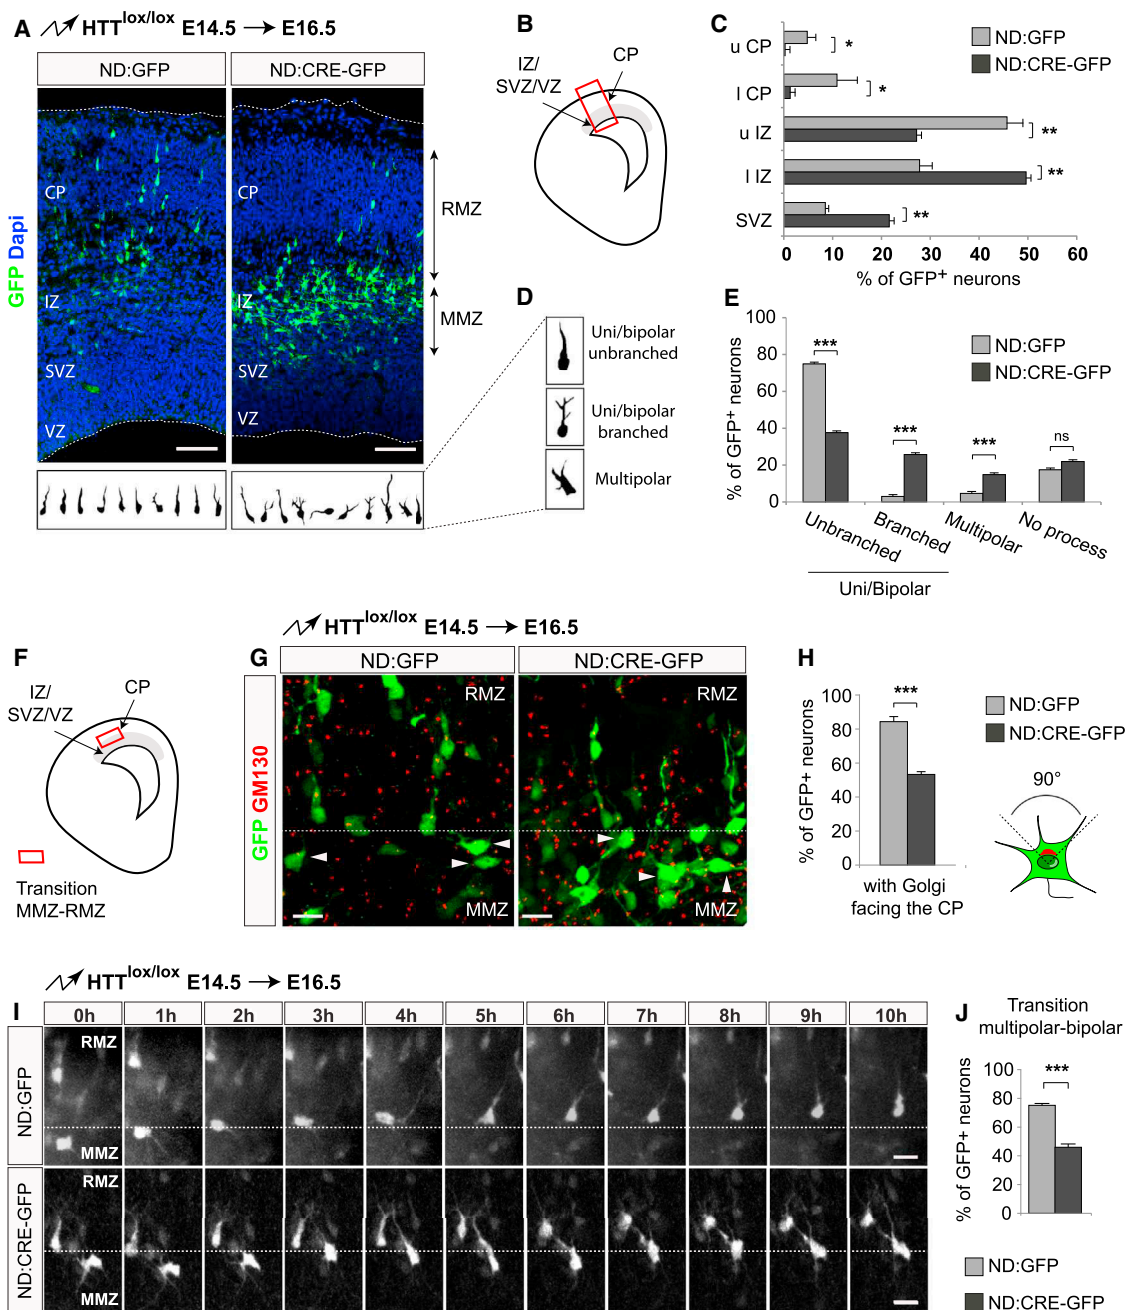 A HTT lox/lox E14.5 → E16.5
ND:GFP ND:CRE-GFP
GFP Dapi
CP
IZ
SVZ
VZ
CP
IZ
SVZ
VZ
RMZ
MMZ
B
IZ/
SVZ/VZ
CP
C
ND:GFP
ND:CRE-GFP
u CP *
l CP *
u IZ **
l IZ **
SVZ **
0 10 20 30 40 50 60
% of GFP+ neurons
D
Uni/bipolar
unbranched
Uni/bipolar
branched
Multipolar
E
% of GFP+ neurons
100
80
60
40
20
0
*** *** *** ns
ND:GFP
ND:CRE-GFP
Unbranched Branched Multipolar No process
Uni/Bipolar
F
IZ/
SVZ/VZ
CP
Transition
MMZ-RMZ
HTT lox/lox E14.5 → E16.5
G
ND:GFP ND:CRE-GFP
GFP GM130
RMZ
MMZ
RMZ
MMZ
H
% of GFP+ neurons
100
80
60
40
20
0
***
with Golgi
facing the CP
ND:GFP
ND:CRE-GFP
90°
HTT lox/lox E14.5 → E16.5
I
0h 1h 2h 3h 4h 5h 6h 7h 8h 9h 10h
ND:GFP
RMZ
MMZ
ND:CRE-GFP
RMZ
MMZ
J
Transition
multipolar-bipolar
% of GFP+ neurons
100
80
60
40
20
0
***
ND:GFP
ND:CRE-GFP